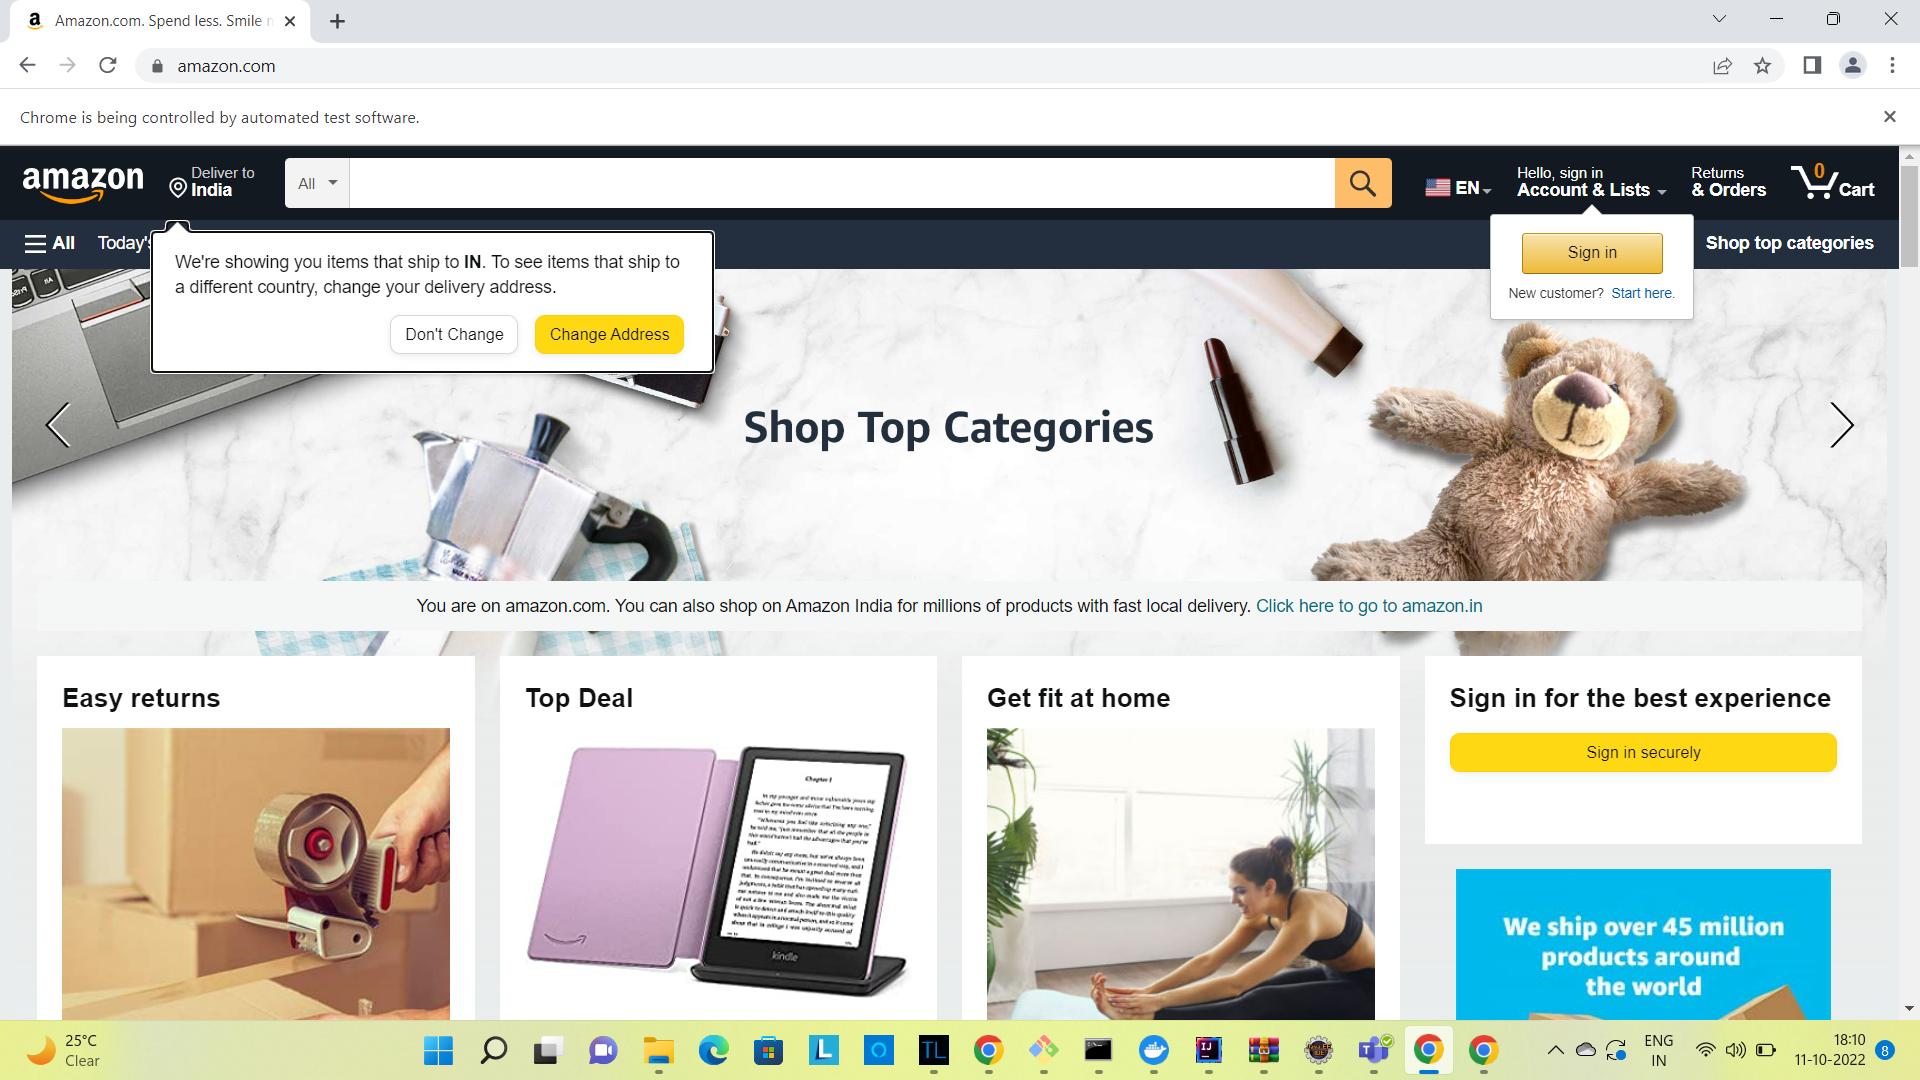 Amazon.com. Spend less. Smile
amazon.com
Chrome is being controlled by automated test software.
amazon
Deliver to
India
All
EN
Hello, sign in
Account & Lists
Returns
& Orders
0
Cart
All
Today's
Shop top categories
We're showing you items that ship to IN. To see items that ship to
a different country, change your delivery address.
Don't Change
Change Address
Sign in
New customer? Start here.
Shop Top Categories
You are on amazon.com. You can also shop on Amazon India for millions of products with fast local delivery. Click here to go to amazon.in
Easy returns
Top Deal
Get fit at home
Sign in for the best experience
Sign in securely
Chapter 1
kindle
We ship over 45 million
products around
the world
25°C
Clear
L
TL
IJ
ENG
IN
18:10
11-10-2022
8